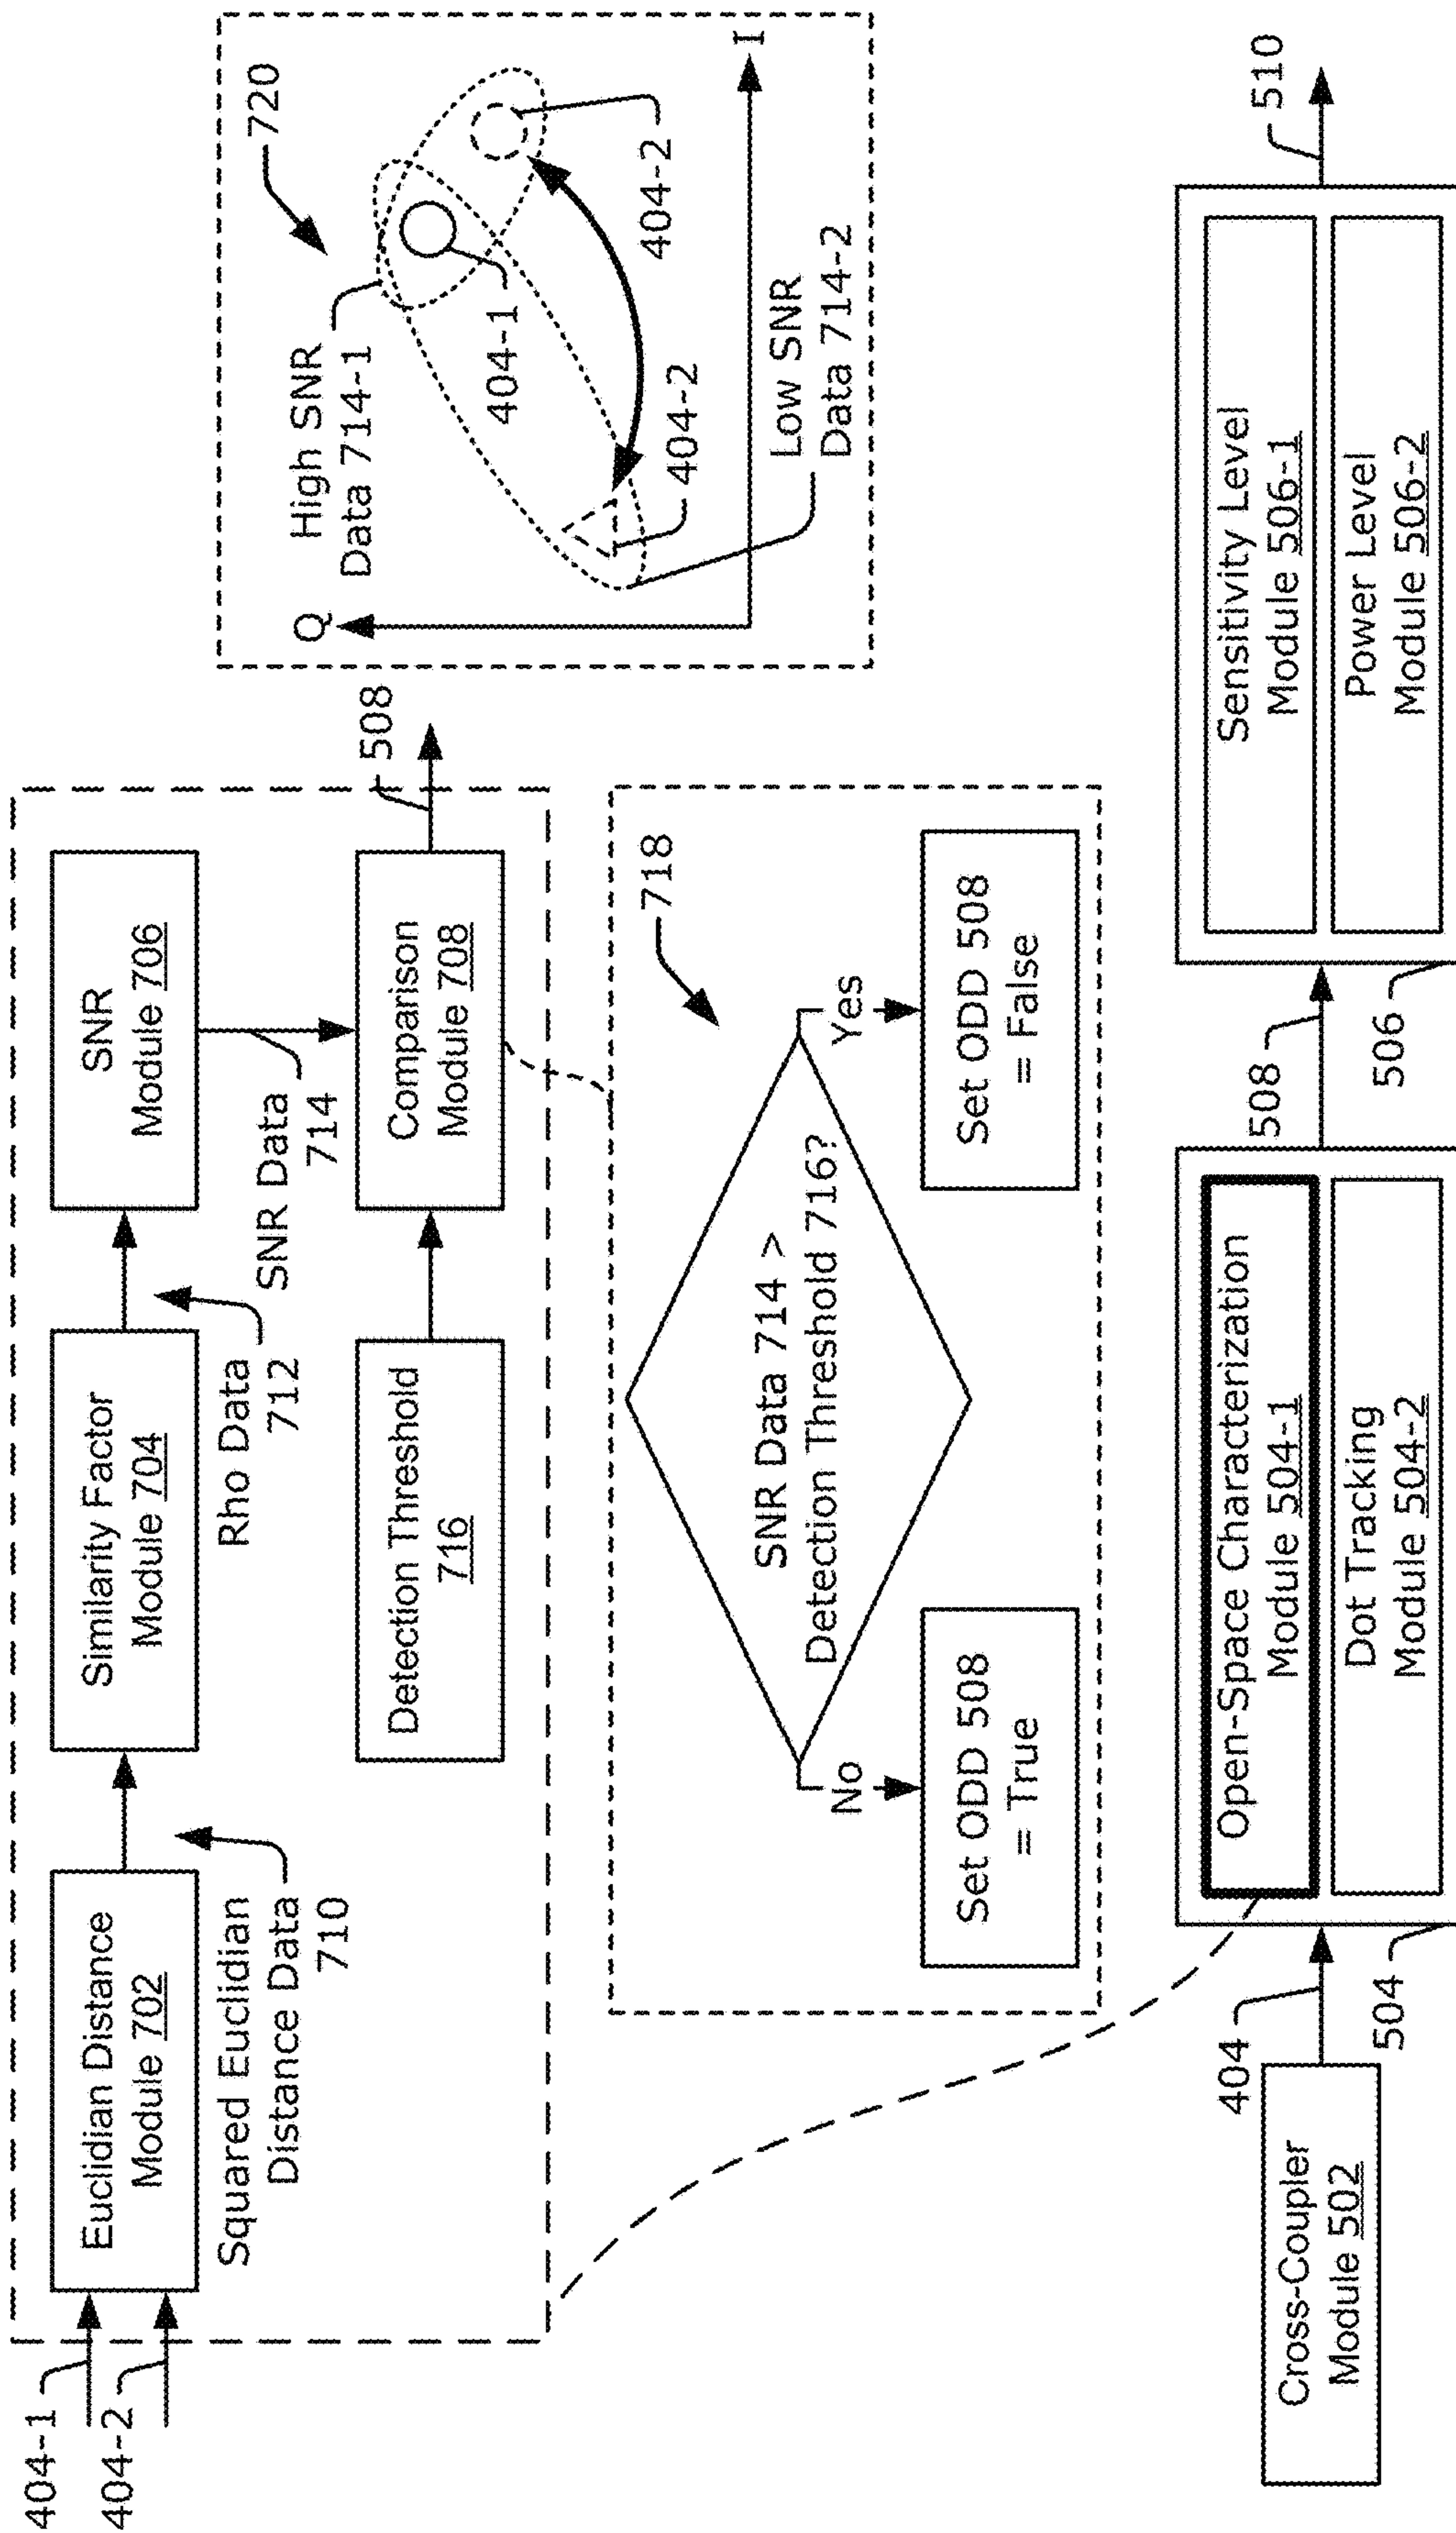 404-1
404-2
Euclidian Distance
Module 702
Squared Euclidian
Distance Data
710
Similarity Factor
Module 704
Rho Data
712
SNR
Module 706
SNR Data
714
Detection Threshold
716
Comparison
Module 708
508
720
High SNR
Data 714-1
Q
404-1
404-2
404-2
I
Low SNR
Data 714-2
718
SNR Data 714 >
Detection Threshold 716?
No
Yes
Set ODD 508
= True
Set ODD 508
= False
Cross-Coupler
Module 502
404
504
Open-Space Characterization
Module 504-1
Dot Tracking
Module 504-2
508
506
Sensitivity Level
Module 506-1
Power Level
Module 506-2
510